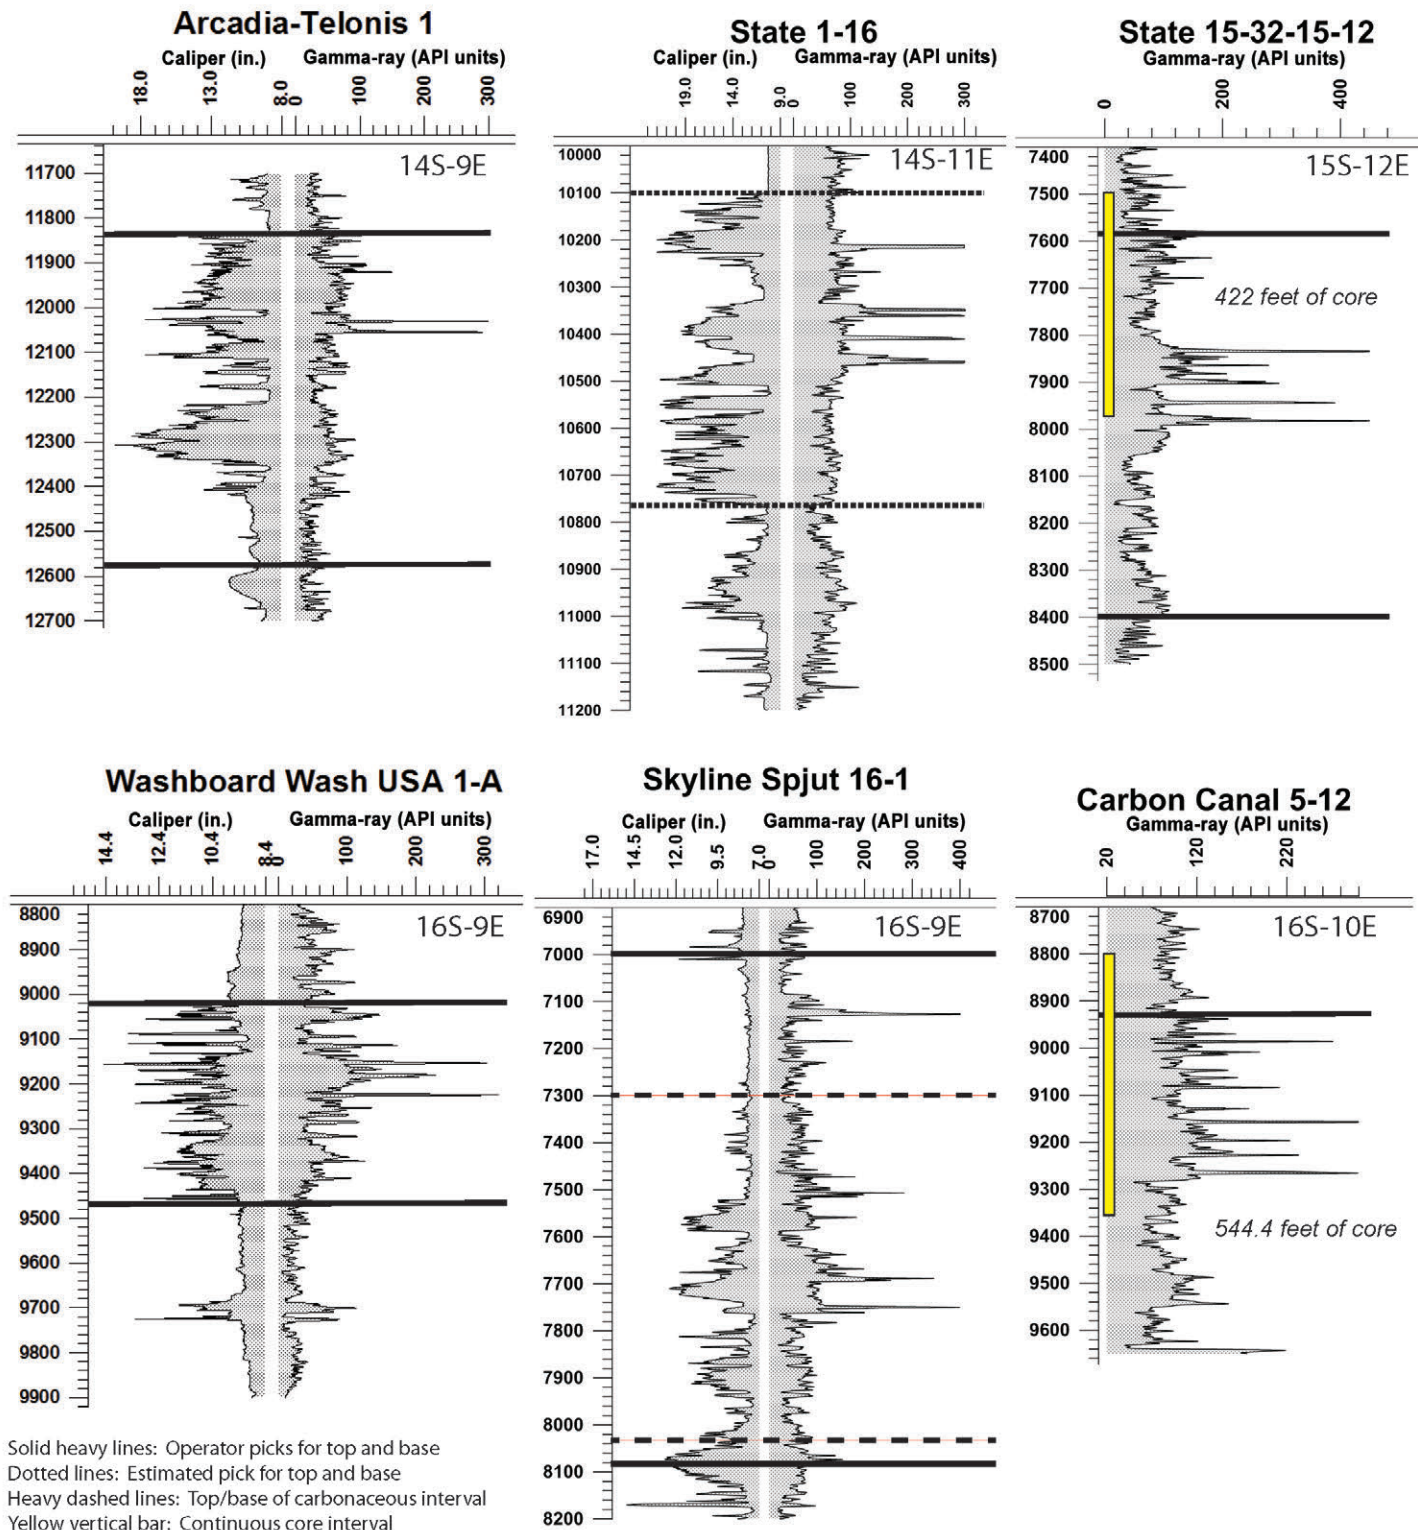 Arcadia-Telonis 1
Caliper (in.) Gamma-ray (API units)
18.0 13.0 8.0 0 100 200 300
14S-9E
11700
11800
11900
12000
12100
12200
12300
12400
12500
12600
12700
State 1-16
Caliper (in.) Gamma-ray (API units)
19.0 14.0 9.0 0 100 200 300
14S-11E
10000
10100
10200
10300
10400
10500
10600
10700
10800
10900
11000
11100
11200
State 15-32-15-12
Gamma-ray (API units)
0 200 400
15S-12E
7400
7500
7600
7700
422 feet of core
7800
7900
8000
8100
8200
8300
8400
8500
Washboard Wash USA 1-A
Caliper (in.) Gamma-ray (API units)
14.4 12.4 10.4 8.4 0 100 200 300
16S-9E
8800
8900
9000
9100
9200
9300
9400
9500
9600
9700
9800
9900
Skyline Spjut 16-1
Caliper (in.) Gamma-ray (API units)
17.0 14.5 12.0 9.5 7.0 0 100 200 300 400
16S-9E
6900
7000
7100
7200
7300
7400
7500
7600
7700
7800
7900
8000
8100
8200
Carbon Canal 5-12
Gamma-ray (API units)
20 120 220
16S-10E
8700
8800
8900
9000
9100
9200
9300
9400
544.4 feet of core
9500
9600
Solid heavy lines: Operator picks for top and base
Dotted lines: Estimated pick for top and base
Heavy dashed lines: Top/base of carbonaceous interval
Yellow vertical bar: Continuous core interval